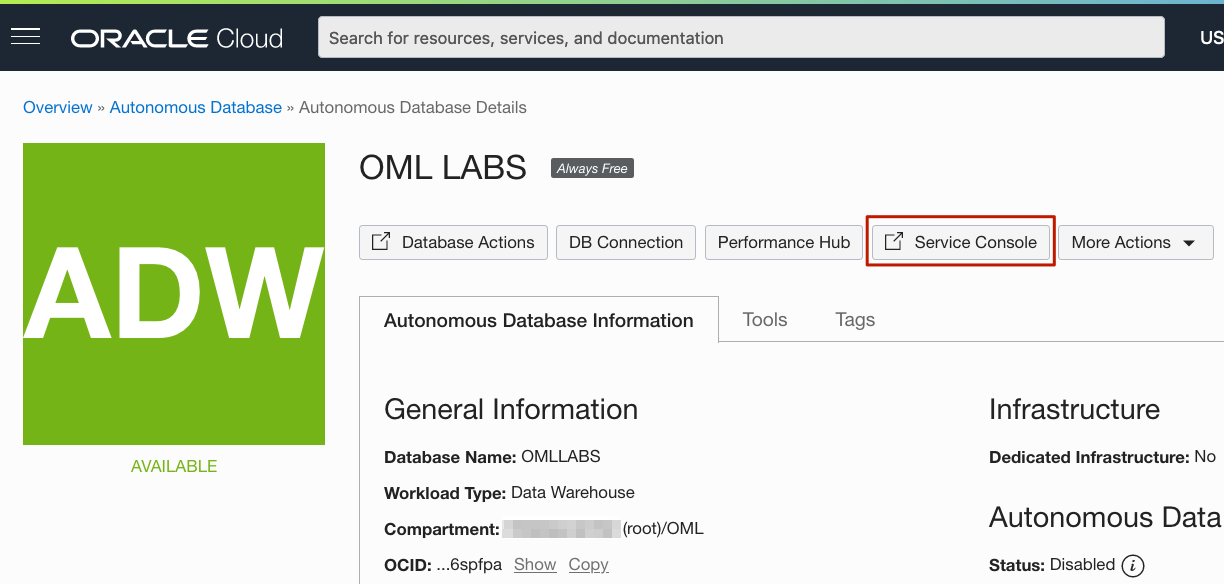 ORACLE Cloud
Search for resources, services, and documentation
US
Overview » Autonomous Database » Autonomous Database Details
ADW
AVAILABLE
OML LABS
Always Free
Database Actions
DB Connection
Performance Hub
Service Console
More Actions
Autonomous Database Information
Tools
Tags
General Information
Database Name: OMLLABS
Workload Type: Data Warehouse
Compartment: (root)/OML
OCID: ...6spfpa Show Copy
Infrastructure
Dedicated Infrastructure: No
Autonomous Data
Status: Disabled